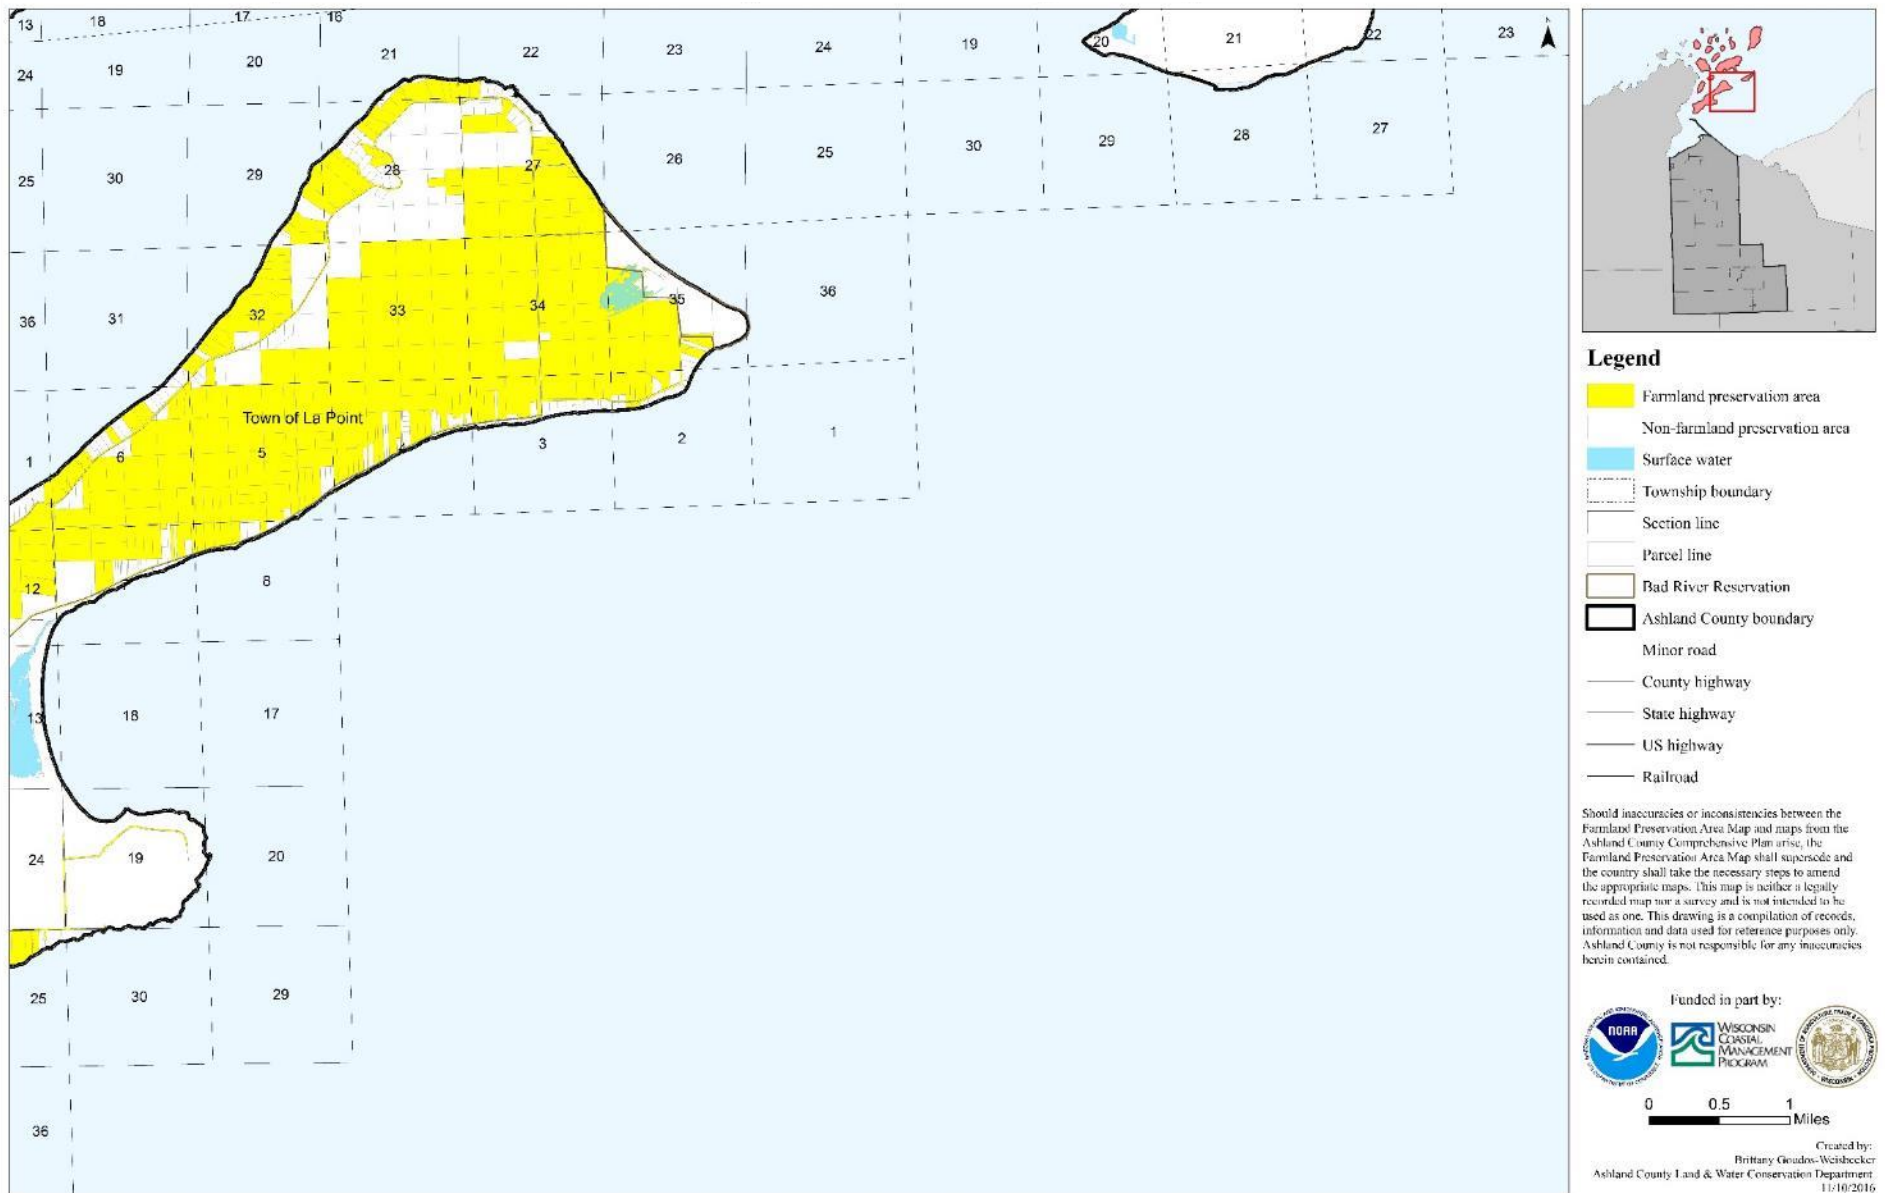 13 18 17 16
24 19 20 21 22 23 24 19 20 21 22 23
25 30 29 28 27 26 25 30 29 28 27
36 31 32 33 34 35 36
Town of La Point
1 6 5 4 3 2 1
12 8
13 18 17
24 19 20
25 30 29
36
Legend
Farmland preservation area
Non-farmland preservation area
Surface water
Township boundary
Section line
Parcel line
Bad River Reservation
Ashland County boundary
Minor road
County highway
State highway
US highway
Railroad
Should inaccuracies or inconsistencies between the
Farmland Preservation Area Map and maps from the
Ashland County Comprehensive Plan arise, the
Farmland Preservation Area Map shall supersede and
the country shall take the necessary steps to amend
the appropriate maps. This map is neither a legally
recorded map nor a survey and is not intended to be
used as one. This drawing is a compilation of records,
information and data used for reference purposes only.
Ashland County is not responsible for any inaccuracies
herein contained.
Funded in part by:
NOAA
WISCONSIN
COASTAL
MANAGEMENT
PROGRAM
WISCONSIN
0 0.5 1
Miles
Created by:
Brittany Goudos-Weisbecker
Ashland County Land & Water Conservation Department
11/10/2016